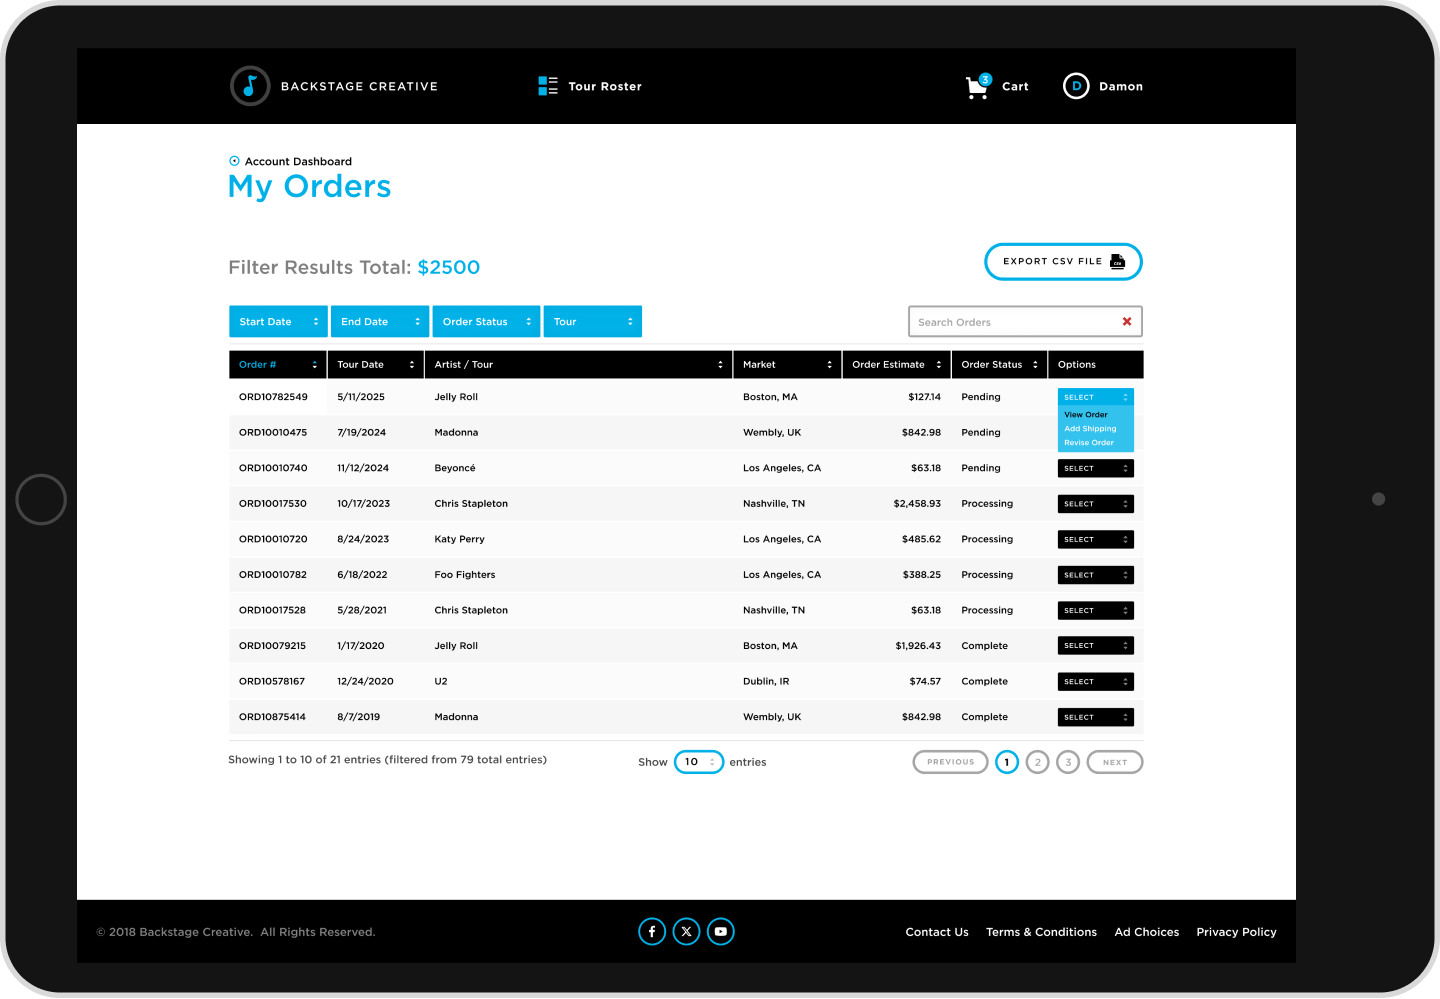 BACKSTAGE CREATIVE Tour Roster 3 Cart D Damon
Account Dashboard
My Orders
Filter Results Total: $2500 EXPORT CSV FILE CSV
Start Date End Date Order Status Tour Search Orders
Order # Tour Date Artist / Tour Market Order Estimate Order Status Options
ORD10782549 5/11/2025 Jelly Roll Boston, MA $127.14 Pending SELECT
View Order
Add Shipping
Revise Order
ORD10010475 7/19/2024 Madonna Wembly, UK $842.98 Pending
ORD10010740 11/12/2024 Beyoncé Los Angeles, CA $63.18 Pending SELECT
ORD10017530 10/17/2023 Chris Stapleton Nashville, TN $2,458.93 Processing SELECT
ORD10010720 8/24/2023 Katy Perry Los Angeles, CA $485.62 Processing SELECT
ORD10010782 6/18/2022 Foo Fighters Los Angeles, CA $388.25 Processing SELECT
ORD10017528 5/28/2021 Chris Stapleton Nashville, TN $63.18 Processing SELECT
ORD10079215 1/17/2020 Jelly Roll Boston, MA $1,926.43 Complete SELECT
ORD10578167 12/24/2020 U2 Dublin, IR $74.57 Complete SELECT
ORD10875414 8/7/2019 Madonna Wembly, UK $842.98 Complete SELECT
Showing 1 to 10 of 21 entries (filtered from 79 total entries) Show 10 entries PREVIOUS 1 2 3 NEXT
© 2018 Backstage Creative. All Rights Reserved. Contact Us Terms & Conditions Ad Choices Privacy Policy